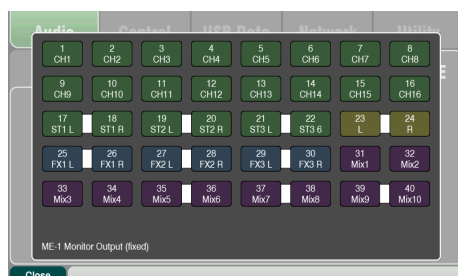 Audio Control USB Data Network Utility
1 2 3 4 5 6 7 8
CH1 CH2 CH3 CH4 CH5 CH6 CH7 CH8
9 10 11 12 13 14 15 16
CH9 CH10 CH11 CH12 CH13 CH14 CH15 CH16
17 18 19 20 21 22 23 24
ST1 L ST1 R ST2 L ST2 R ST3 L ST3 6 L R
25 26 27 28 29 30 31 32
FX1 L FX1 R FX2 L FX2 R FX3 L FX3 R Mix1 Mix2
33 34 35 36 37 38 39 40
Mix3 Mix4 Mix5 Mix6 Mix7 Mix8 Mix9 Mix10
ME-1 Monitor Output (fixed)
Close